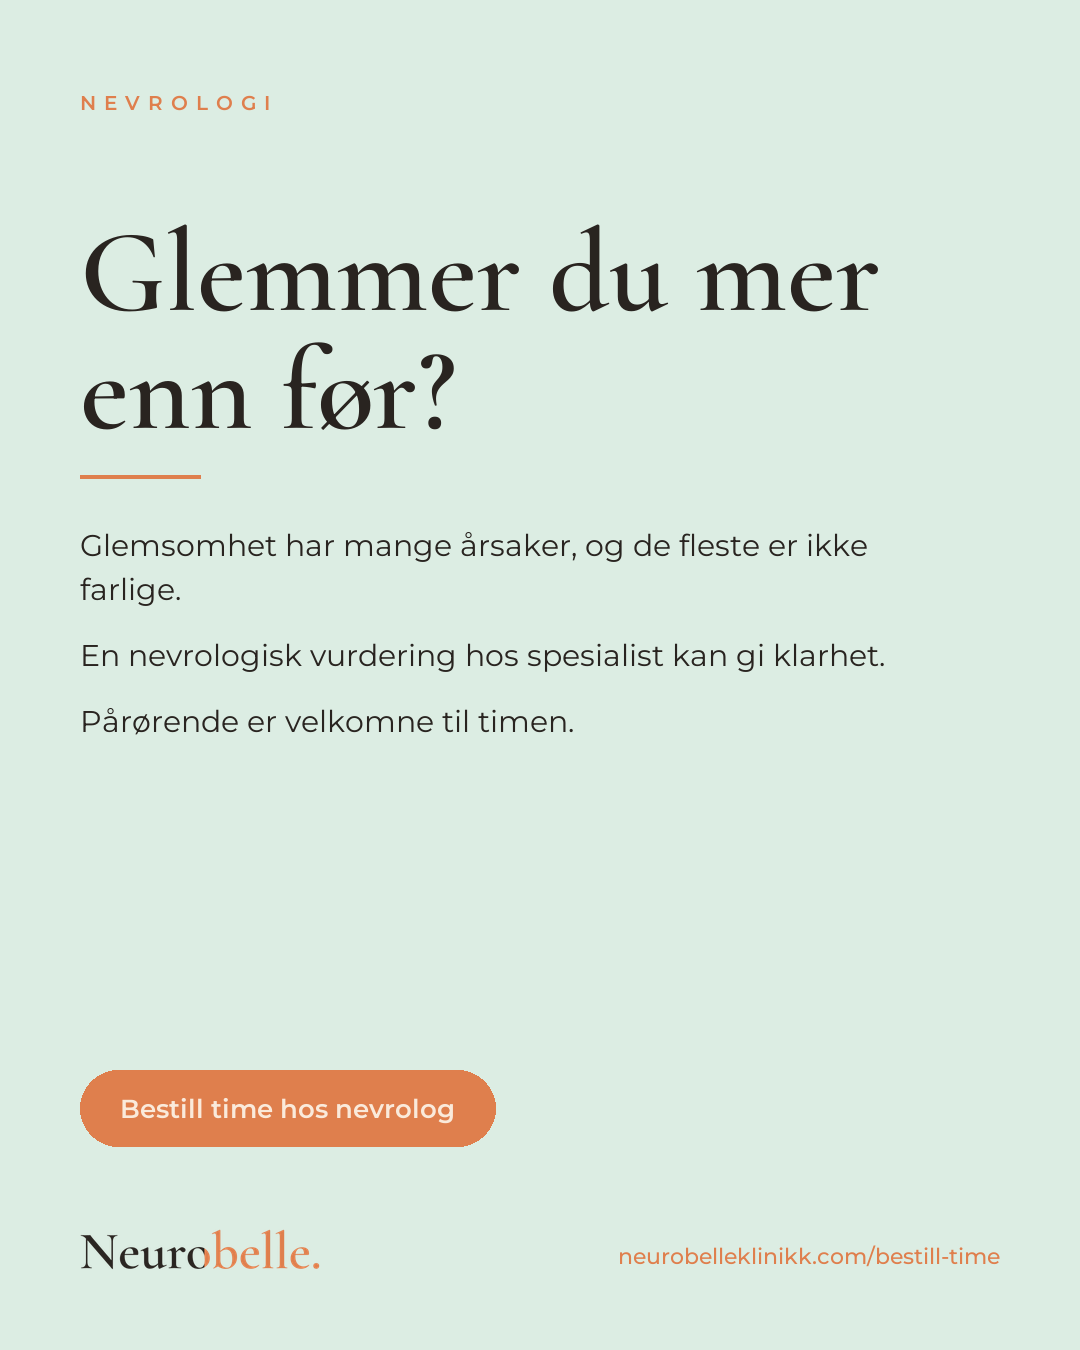 NEVROLOGI
Glemmer du mer
enn før?
Glemsomhet har mange årsaker, og de fleste er ikke
farlige.
En nevrologisk vurdering hos spesialist kan gi klarhet.
Pårørende er velkomne til timen.
Bestill time hos nevrolog
Neurobelle.
neurobelleklinikk.com/bestill-time